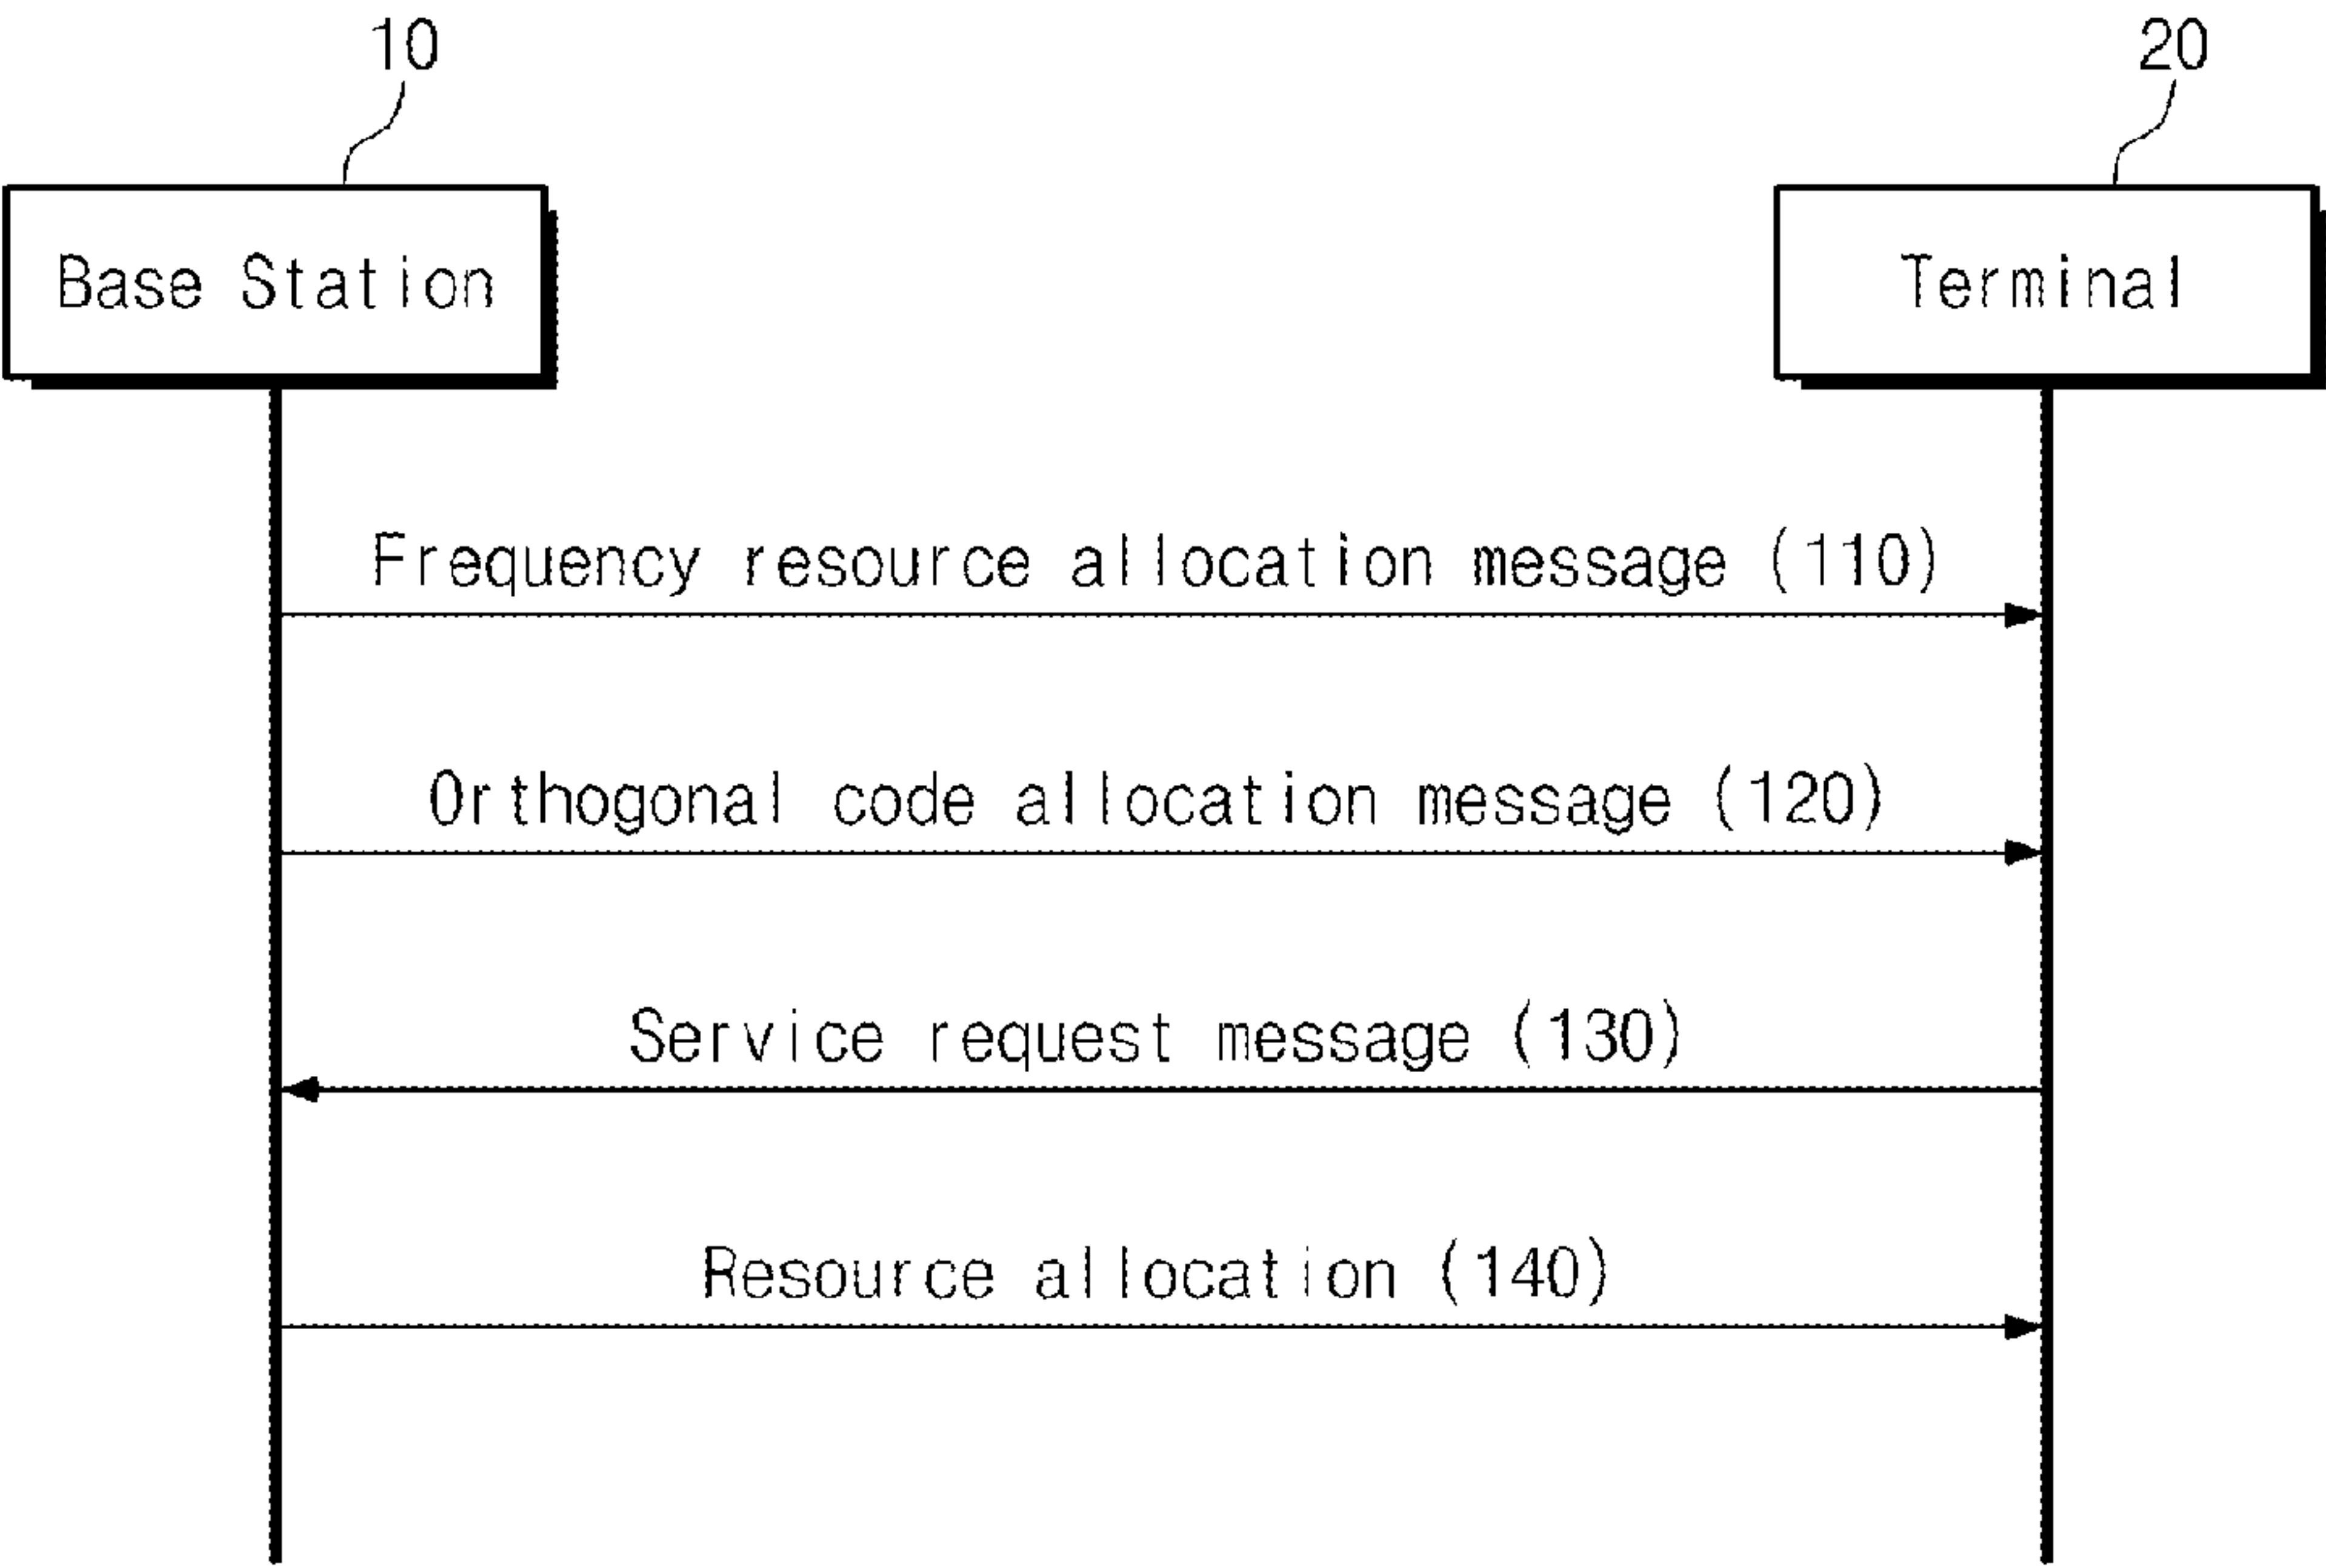 10
20
Base Station
Terminal
Frequency resource allocation message (110)
Orthogonal code allocation message (120)
Service request message (130)
Resource allocation (140)